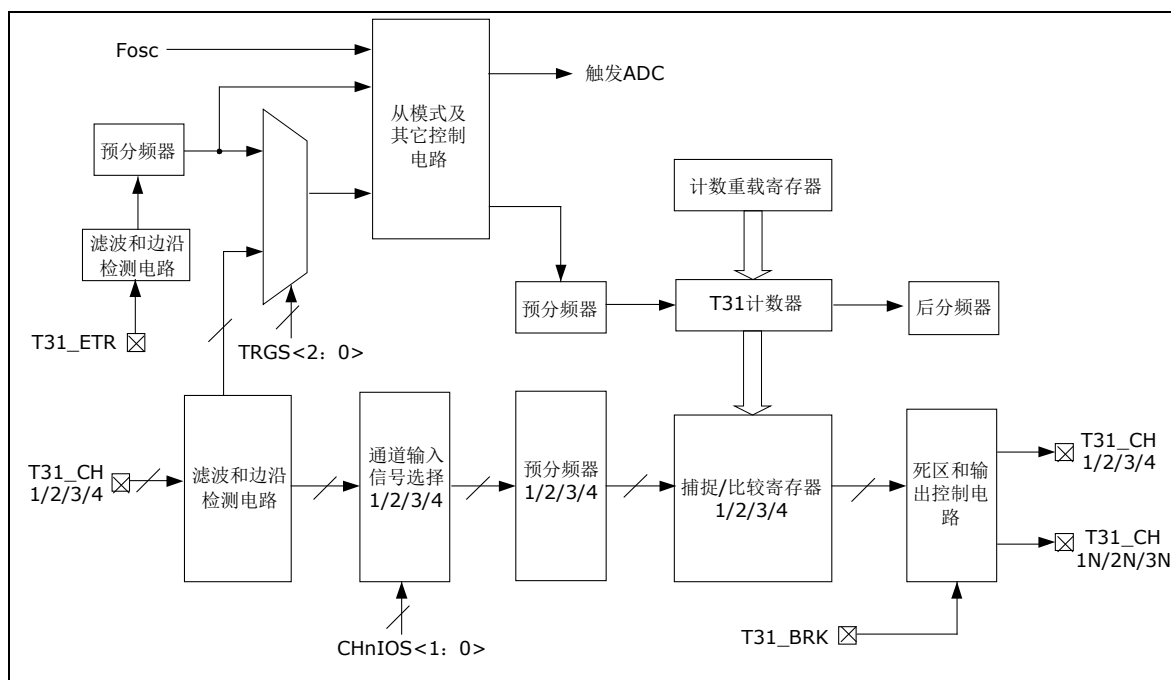 Fosc
触发ADC
从模式及
其它控制
电路
预分频器
计数重载寄存器
滤波和边沿
检测电路
预分频器
T31计数器
后分频器
T31_ETR
TRGS<2：0>
T31_CH
1/2/3/4
滤波和边沿
检测电路
通道输入
信号选择
1/2/3/4
预分频器
1/2/3/4
捕捉/比较寄存器
1/2/3/4
死区和输
出控制电
路
T31_CH
1/2/3/4
T31_CH
1N/2N/3N
T31_BRK
CHnIOS<1：0>